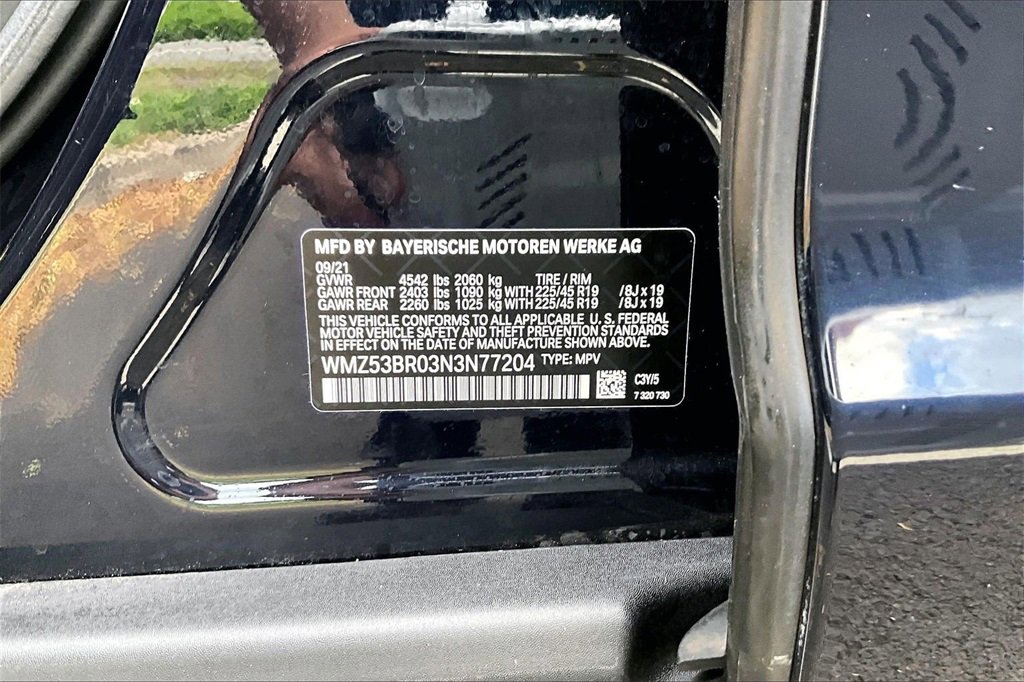 MFD BY BAYERISCHE MOTOREN WERKE AG
09/21
GVWR 4542 lbs 2060 kg TIRE / RIM
GAWR FRONT 2403 lbs 1090 kg WITH 225/45 R19 /8J x 19
GAWR REAR 2260 lbs 1025 kg WITH 225/45 R19 /8J x 19
THIS VEHICLE CONFORMS TO ALL APPLICABLE U.S. FEDERAL
MOTOR VEHICLE SAFETY AND THEFT PREVENTION STANDARDS
IN EFFECT ON THE DATE OF MANUFACTURE SHOWN ABOVE.
WMZ53BR03N3N77204 TYPE: MPV
C3Y/5
7 320 730